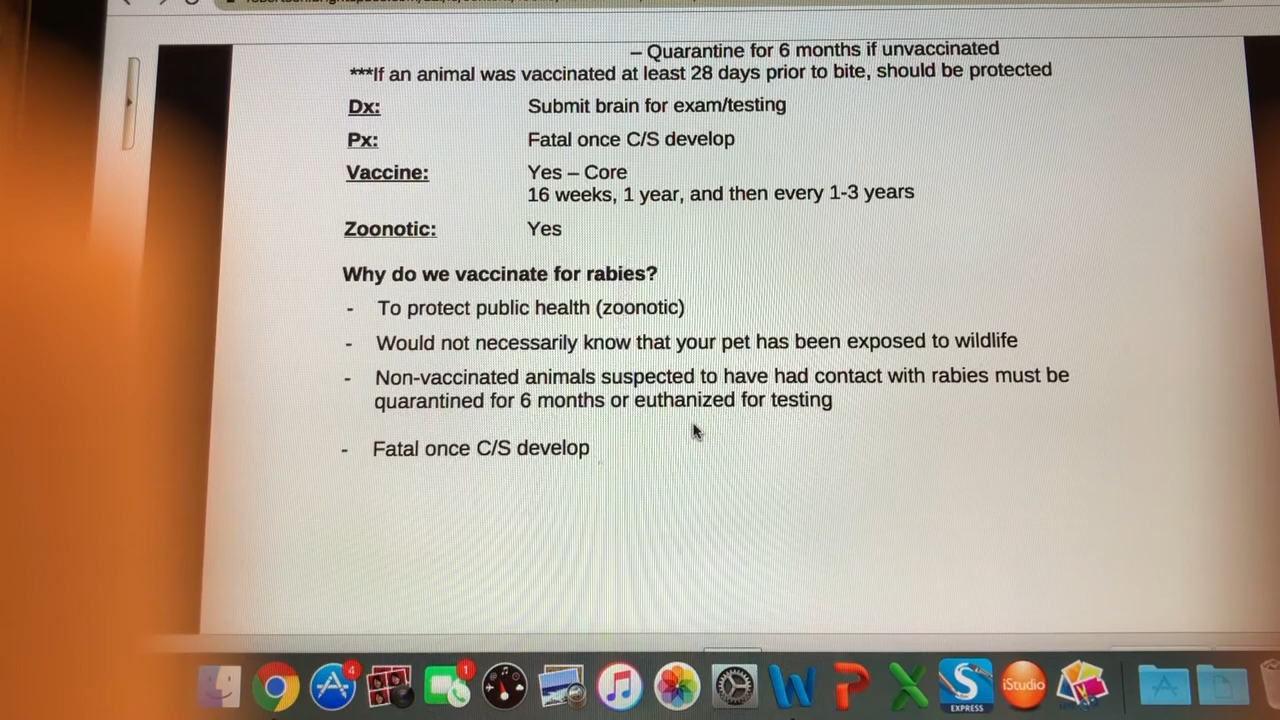 – Quarantine for 6 months if unvaccinated
***If an animal was vaccinated at least 28 days prior to bite, should be protected
Dx: Submit brain for exam/testing
Px: Fatal once C/S develop
Vaccine: Yes – Core
16 weeks, 1 year, and then every 1-3 years
Zoonotic: Yes
Why do we vaccinate for rabies?
- To protect public health (zoonotic)
- Would not necessarily know that your pet has been exposed to wildlife
- Non-vaccinated animals suspected to have had contact with rabies must be
quarantined for 6 months or euthanized for testing
- Fatal once C/S develop
4
1
S
EXPRESS
iStudio